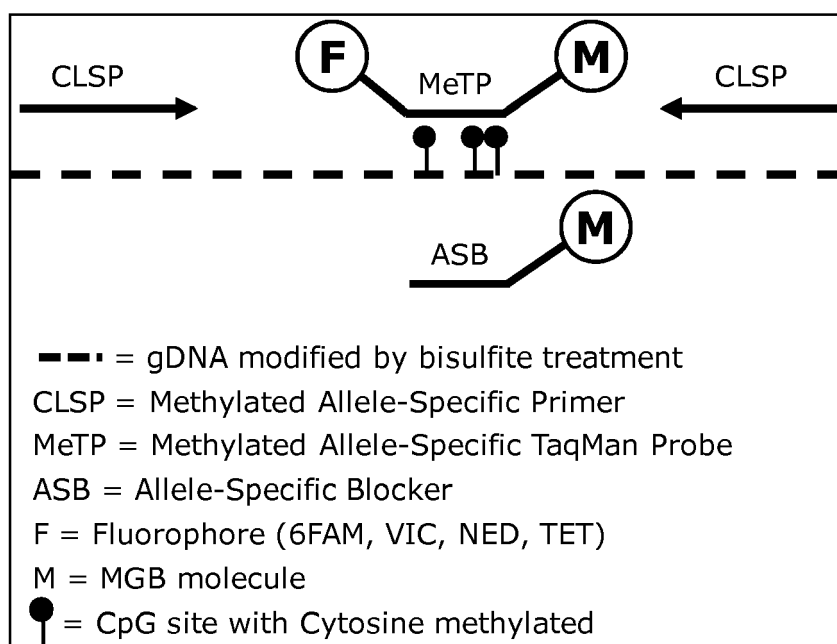 F M
CLSP MeTP CLSP
M
ASB
= gDNA modified by bisulfite treatment
CLSP = Methylated Allele-Specific Primer
MeTP = Methylated Allele-Specific TaqMan Probe
ASB = Allele-Specific Blocker
F = Fluorophore (6FAM, VIC, NED, TET)
M = MGB molecule
= CpG site with Cytosine methylated